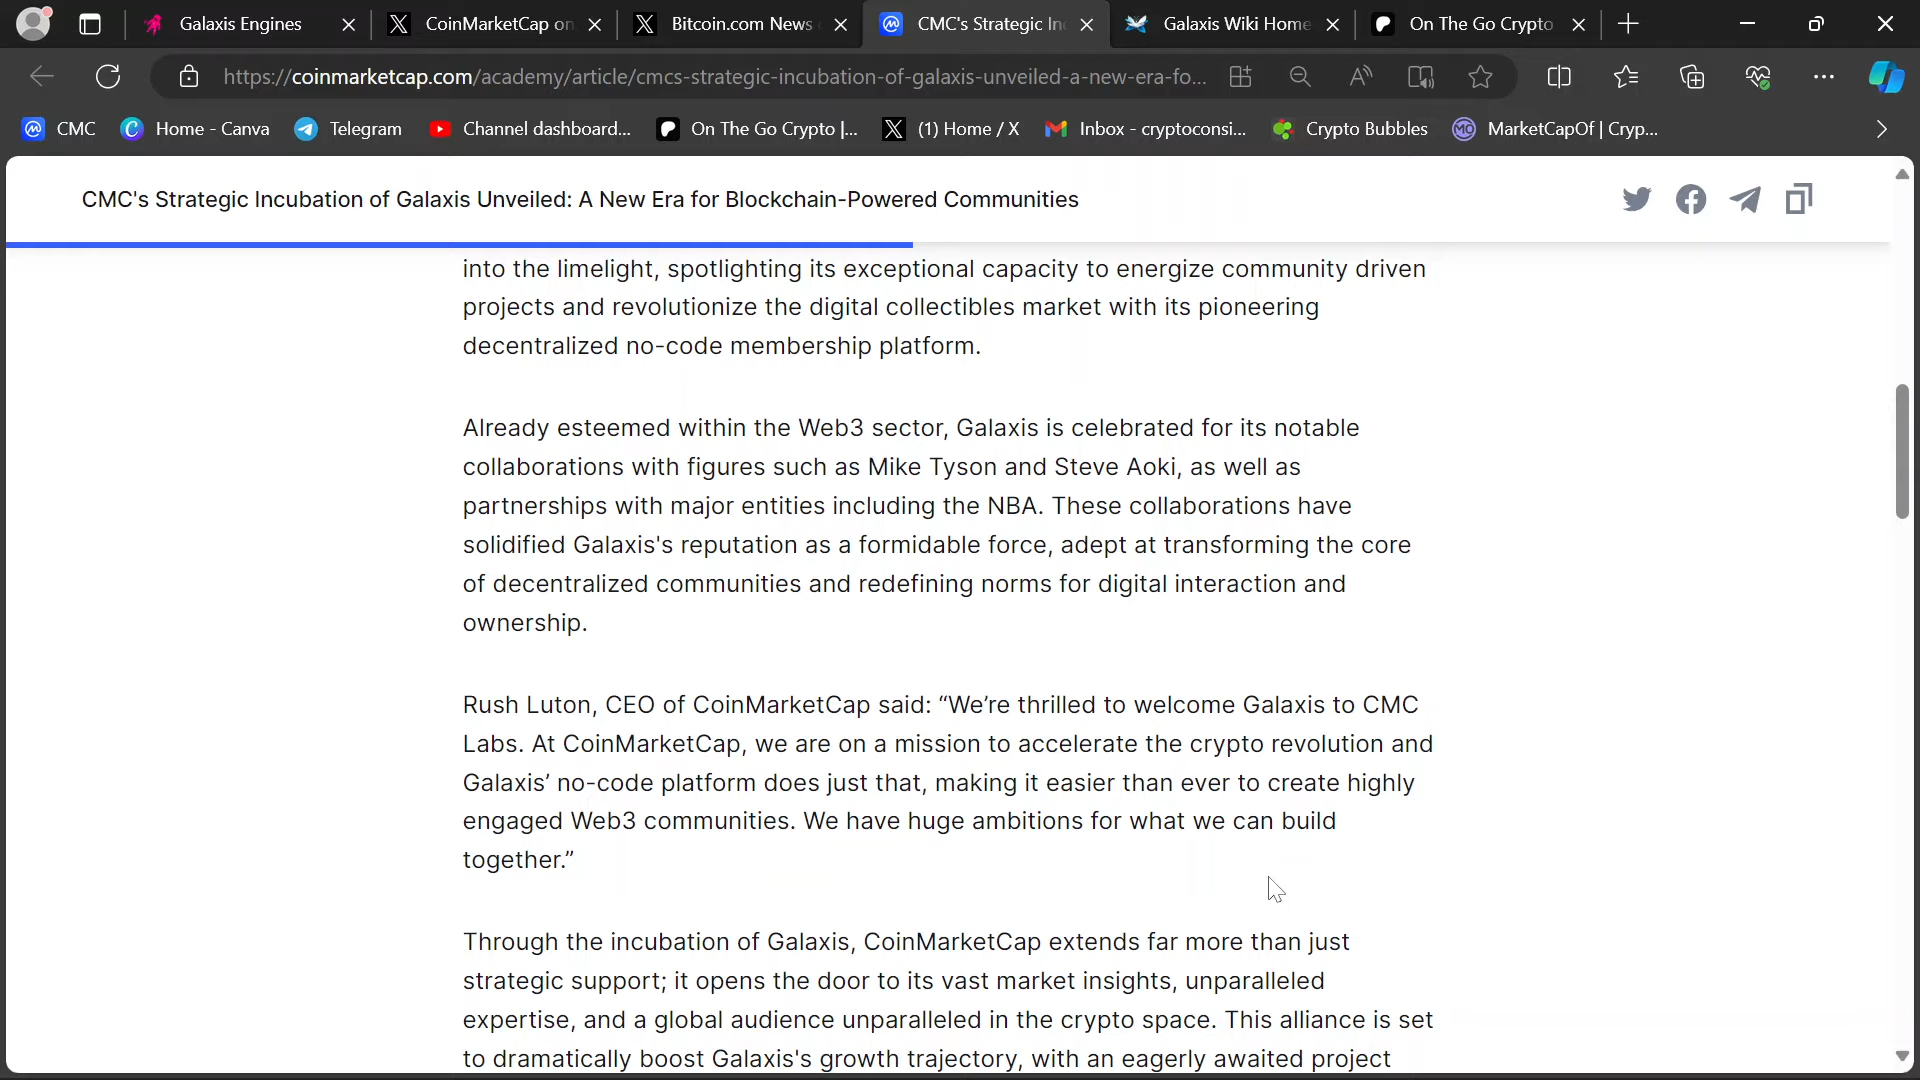 Galaxis Engines
CoinMarketCap on
Bitcoin.com News
CMC's Strategic In
Galaxis Wiki Home
On The Go Crypto
https://coinmarketcap.com/academy/article/cmcs-strategic-incubation-of-galaxis-unveiled-a-new-era-fo...
CMC
Home - Canva
Telegram
Channel dashboard...
On The Go Crypto |...
(1) Home / X
Inbox - cryptoconsi...
Crypto Bubbles
MarketCapOf | Cryp...
CMC's Strategic Incubation of Galaxis Unveiled: A New Era for Blockchain-Powered Communities
into the limelight, spotlighting its exceptional capacity to energize community driven
projects and revolutionize the digital collectibles market with its pioneering
decentralized no-code membership platform.
Already esteemed within the Web3 sector, Galaxis is celebrated for its notable
collaborations with figures such as Mike Tyson and Steve Aoki, as well as
partnerships with major entities including the NBA. These collaborations have
solidified Galaxis's reputation as a formidable force, adept at transforming the core
of decentralized communities and redefining norms for digital interaction and
ownership.
Rush Luton, CEO of CoinMarketCap said: “We’re thrilled to welcome Galaxis to CMC
Labs. At CoinMarketCap, we are on a mission to accelerate the crypto revolution and
Galaxis’ no-code platform does just that, making it easier than ever to create highly
engaged Web3 communities. We have huge ambitions for what we can build
together.”
Through the incubation of Galaxis, CoinMarketCap extends far more than just
strategic support; it opens the door to its vast market insights, unparalleled
expertise, and a global audience unparalleled in the crypto space. This alliance is set
to dramatically boost Galaxis's growth trajectory, with an eagerly awaited project